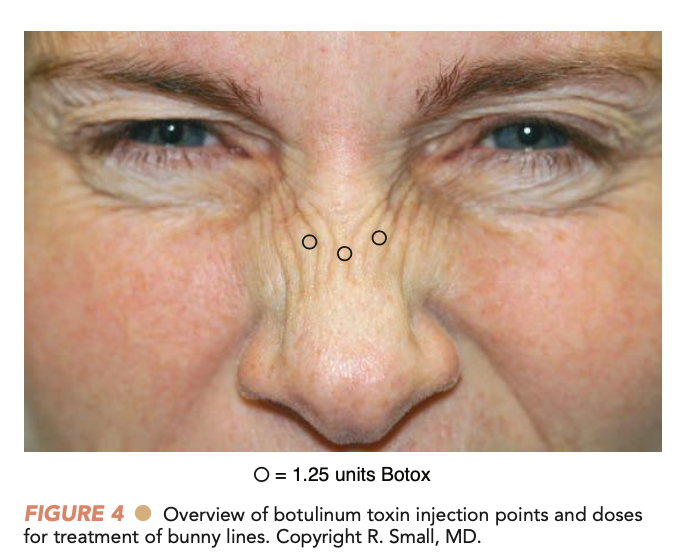 O = 1.25 units Botox
FIGURE 4 ● Overview of botulinum toxin injection points and doses
for treatment of bunny lines. Copyright R. Small, MD.